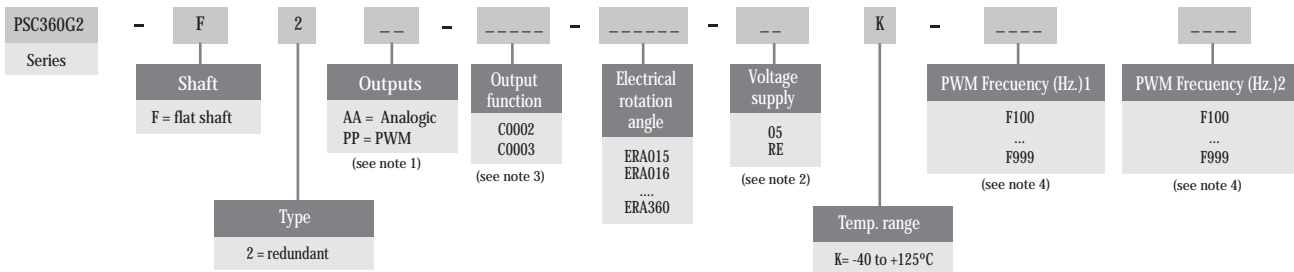 PSC360G2 - F 2 _ _ - _ _ _ _ _ - _ _ _ _ _ _ - _ _ K - _ _ _ _ _ _ _ _
Series
Shaft
F = flat shaft
Type
2 = redundant
Outputs
AA = Analogic
PP = PWM
(see note 1)
Output
function
C0002
C0003
(see note 3)
Electrical
rotation
angle
ERA015
ERA016
....
ERA360
Voltage
supply
05
RE
(see note 2)
Temp. range
K= -40 to +125ºC
PWM Frecuency (Hz.)1
F100
...
F999
(see note 4)
PWM Frecuency (Hz.)2
F100
...
F999
(see note 4)